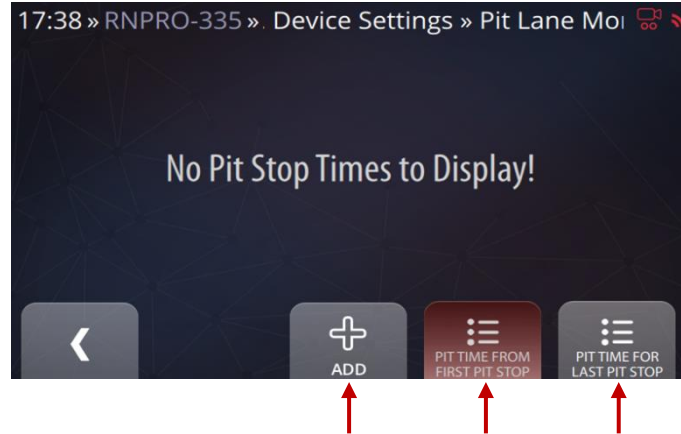 17:38 » RNPRO-335 ». Device Settings » Pit Lane Mo
No Pit Stop Times to Display!
ADD
PIT TIME FROM
FIRST PIT STOP
PIT TIME FOR
LAST PIT STOP